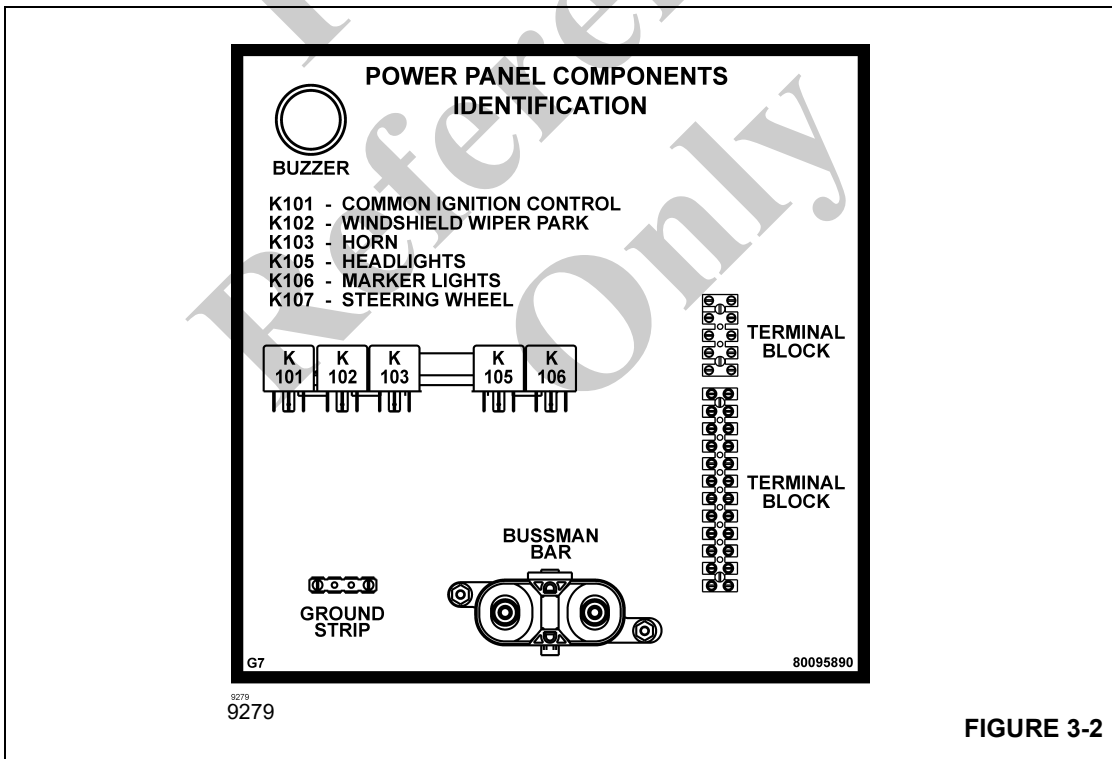 POWER PANEL COMPONENTS
IDENTIFICATION
BUZZER
K101 - COMMON IGNITION CONTROL
K102 - WINDSHIELD WIPER PARK
K103 - HORN
K105 - HEADLIGHTS
K106 - MARKER LIGHTS
K107 - STEERING WHEEL
K
101
K
102
K
103
K
105
K
106
TERMINAL
BLOCK
TERMINAL
BLOCK
BUSSMAN
BAR
GROUND
STRIP
G7
80095890
9279
9279
FIGURE 3-2
Only